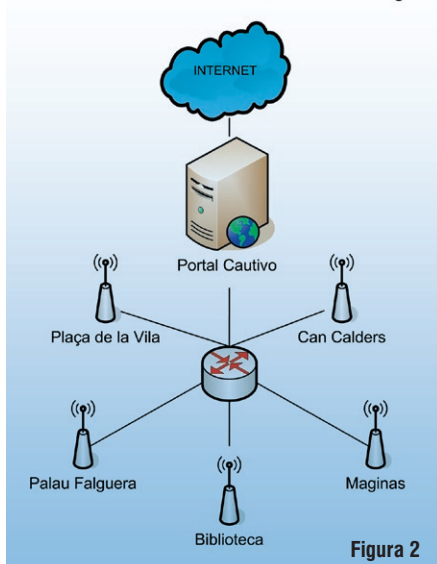 INTERNET
Portal Cautivo
Plaça de la Vila
Can Calders
Palau Falguera
Maginas
Biblioteca
Figura 2